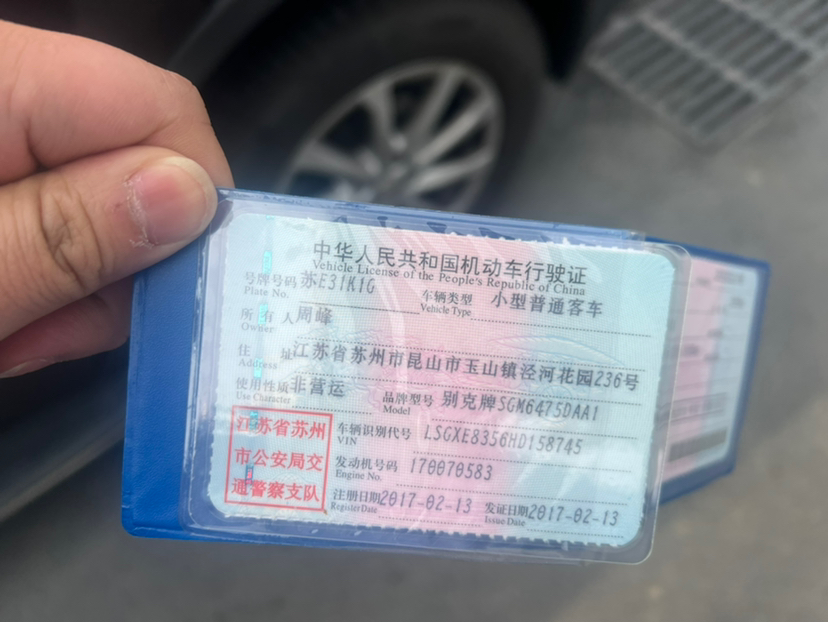 中华人民共和国机动车行驶证
Vehicle License of the People's Republic of China
号牌号码 苏E31K1G 车辆类型 小型普通客车
Plate No. Vehicle Type
所有人 周峰
Owner
住址 江苏省苏州市昆山市玉山镇泾河花园236号
Address
使用性质 非营运 品牌型号 别克牌SGM6475DAA1
Use Character Model
江苏省苏州
市公安局交
通警察支队
车辆识别代号 LSGXE8356HD158745
VIN
发动机号码 170070583
Engine No.
注册日期 2017-02-13 发证日期 2017-02-13
Register Date Issue Date